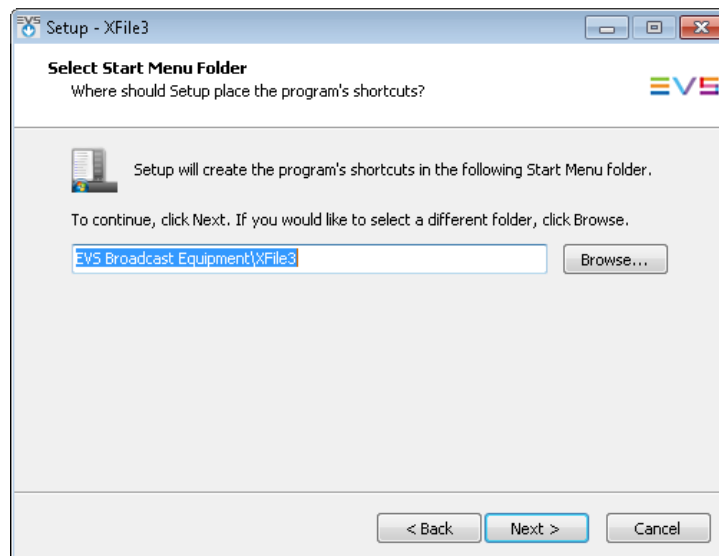 EVS Setup - XFile3
Select Start Menu Folder
Where should Setup place the program's shortcuts?
EVS
Setup will create the program's shortcuts in the following Start Menu folder.
To continue, click Next. If you would like to select a different folder, click Browse.
EVS Broadcast Equipment\XFile3
Browse...
< Back
Next >
Cancel